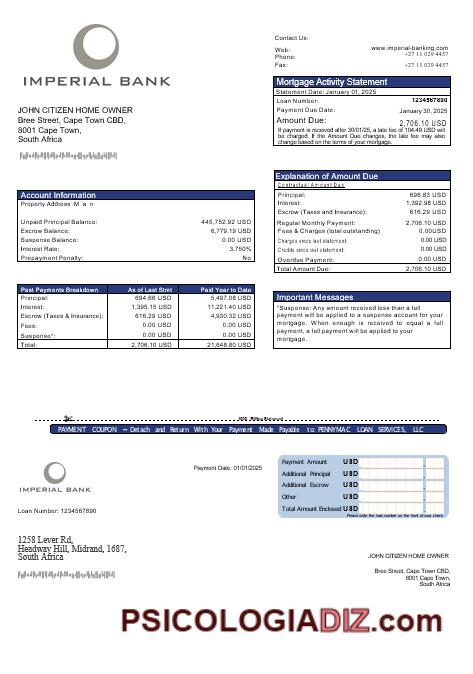 IMPERIAL BANK
Contact Us:
Web: www.imperial-banking.com
Phone: +27 11 029 4457
Fax: +27 11 029 4457
Mortgage Activity Statement
Statement Date: January 01, 2025
Loan Number: 1234567890
Payment Due Date: January 30, 2025
Amount Due: 2,706.10 USD
If payment is received after 30/01/25, a late fee of 104.49 USD will
be charged. If the Amount Due changes, the late fee may also
change based on the terms of your mortgage.
JOHN CITIZEN HOME OWNER
Bree Street, Cape Town CBD,
8001 Cape Town,
South Africa
Explanation of Amount Due
Contractual Amount Due
Principal: 696.83 USD
Interest: 1,392.98 USD
Escrow (Taxes and Insurance): 616.29 USD
Regular Monthly Payment: 2,706.10 USD
Fees & Charges (total outstanding) 0.00USD
Charges since last statement: 0.00 USD
Credits since last statement: 0.00 USD
Overdue Payment: 0.00 USD
Total Amount Due: 2,706.10 USD
Account Information
Property Address M a n
Unpaid Principal Balance: 445,752.92 USD
Escrow Balance: 6,779.19 USD
Suspense Balance: 0.00 USD
Interest Rate: 3.750%
Prepayment Penalty: No
Past Payments Breakdown As of Last Stmt Paid Year to Date
Principal: 694.66 USD 5,497.08 USD
Interest: 1,395.15 USD 11,221.40 USD
Escrow (Taxes & Insurance): 616.29 USD 4,930.32 USD
Fees: 0.00 USD 0.00 USD
Suspense*: 0.00 USD 0.00 USD
Total: 2,706.10 USD 21,648.80 USD
Important Messages
*Suspense: Any amount received less than a full
payment will be applied to a suspense account for your
mortgage. When enough is received to equal a full
payment, a full payment will be applied to your
mortgage.
PAYMENT COUPON – Detach and Return With Your Payment Made Payable to: PENNYMAC LOAN SERVICES, LLC
IMPERIAL BANK
Payment Date: 01/01/2025
Payment Amount USD
Additional Principal USD
Additional Escrow USD
Other USD
Total Amount Enclosed USD
Please write the loan number on the front of your check
Loan Number: 1234567890
1258 Lever Rd,
Headway Hill, Midrand, 1687,
South Africa
JOHN CITIZEN HOME OWNER
Bree Street, Cape Town CBD,
8001 Cape Town,
South Africa
PSICOLOGIADIZ.com